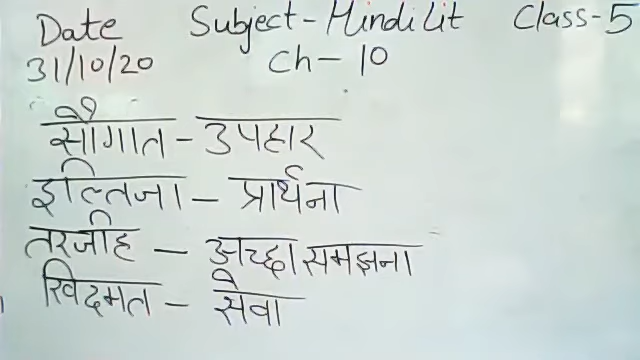 Date Subject-Hindi Lit Class-5
31/10/20 Ch-10
सौगात - उपहार
इल्तिजा - प्रार्थना
तरजीह - अच्छा समझना
खिदमत - सेवा